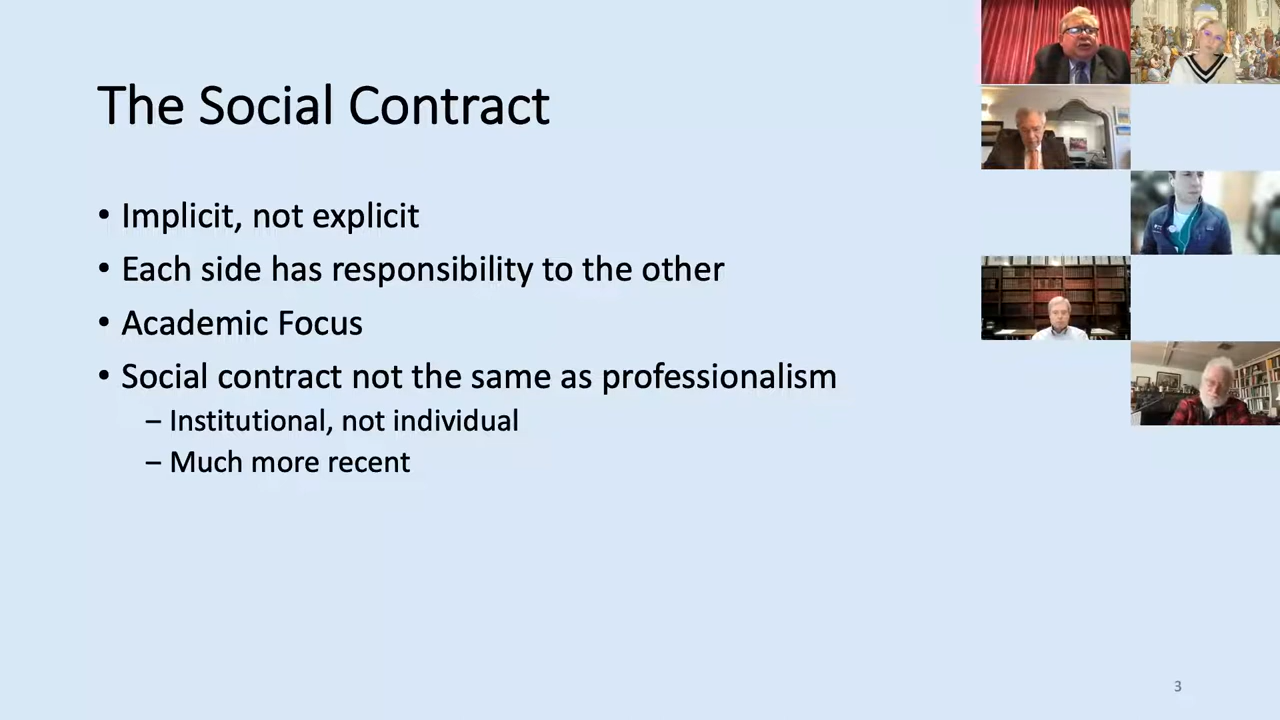 The Social Contract
• Implicit, not explicit
• Each side has responsibility to the other
• Academic Focus
• Social contract not the same as professionalism
– Institutional, not individual
– Much more recent
3